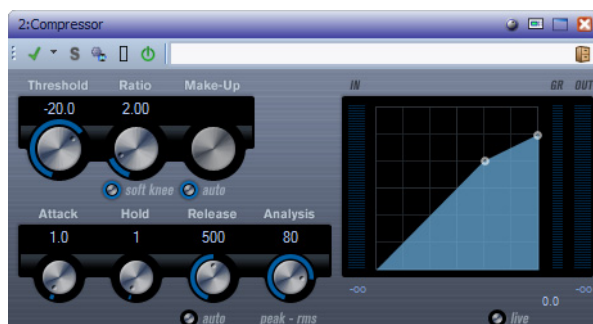 2:Compressor
S
Threshold Ratio Make-Up
-20.0 2.00
soft knee auto
Attack Hold Release Analysis
1.0 1 500 80
auto peak - rms
IN GR OUT
-oo -oo
0.0
live